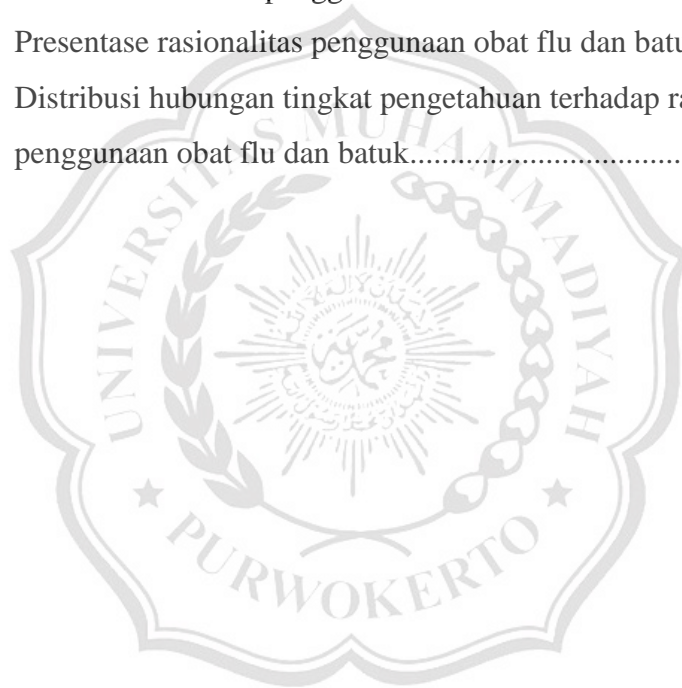 Presentase rasionalitas penggunaan obat flu dan batu
Distribusi hubungan tingkat pengetahuan terhadap ra
penggunaan obat flu dan batuk..................................
UNIVERSITAS MUHAMMADIYAH
PURWOKERTO